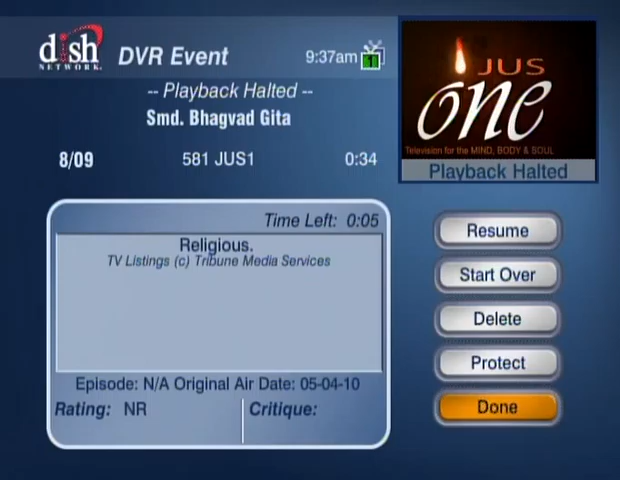 dish
NETWORK.
DVR Event
9:37am
1
-- Playback Halted --
Smd. Bhagvad Gita
8/09 581 JUS1 0:34
JUS
one
Television for the MIND, BODY & SOUL
Playback Halted
Time Left: 0:05
Religious.
TV Listings (c) Tribune Media Services
Episode: N/A Original Air Date: 05-04-10
Rating: NR Critique:
Resume
Start Over
Delete
Protect
Done